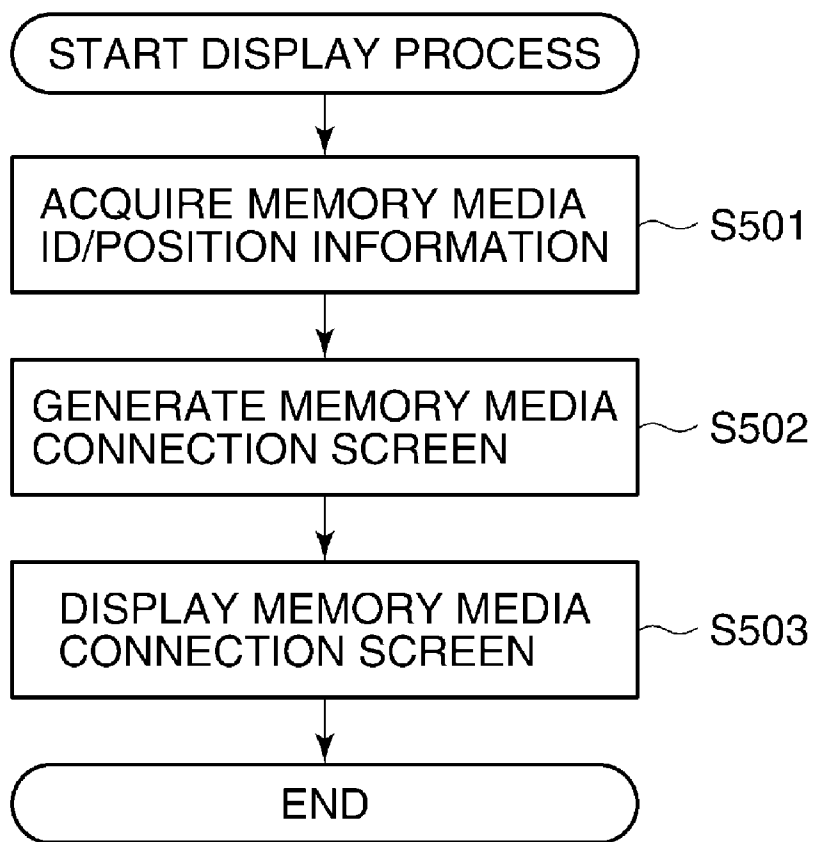 START DISPLAY PROCESS
ACQUIRE MEMORY MEDIA
ID/POSITION INFORMATION
S501
GENERATE MEMORY MEDIA
CONNECTION SCREEN
S502
DISPLAY MEMORY MEDIA
CONNECTION SCREEN
S503
END